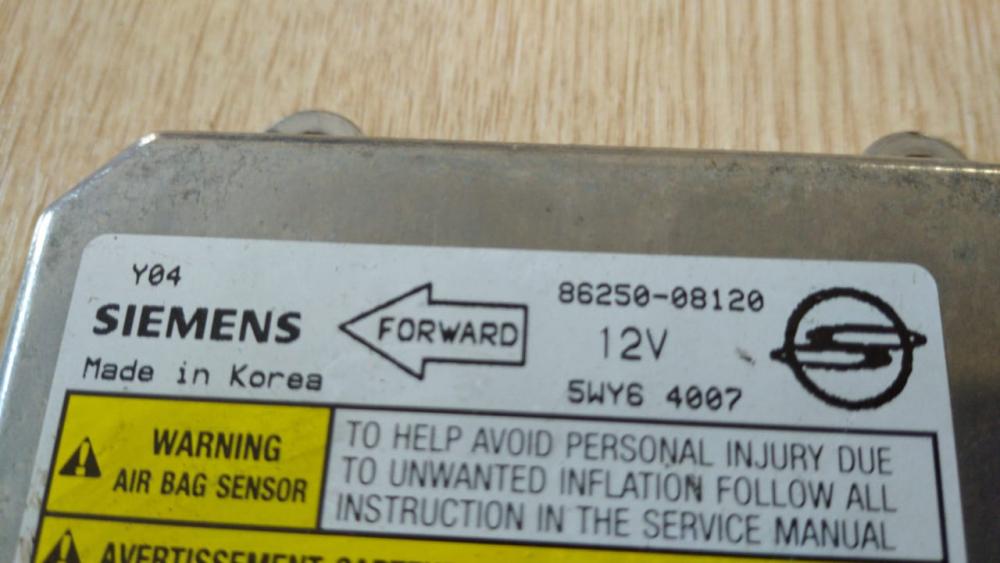 Y04
SIEMENS
Made in Korea
FORWARD
86250-08120
12V
5WY6 4007
WARNING
AIR BAG SENSOR
TO HELP AVOID PERSONAL INJURY DUE
TO UNWANTED INFLATION FOLLOW ALL
INSTRUCTION IN THE SERVICE MANUAL
AVERTISSEMENT